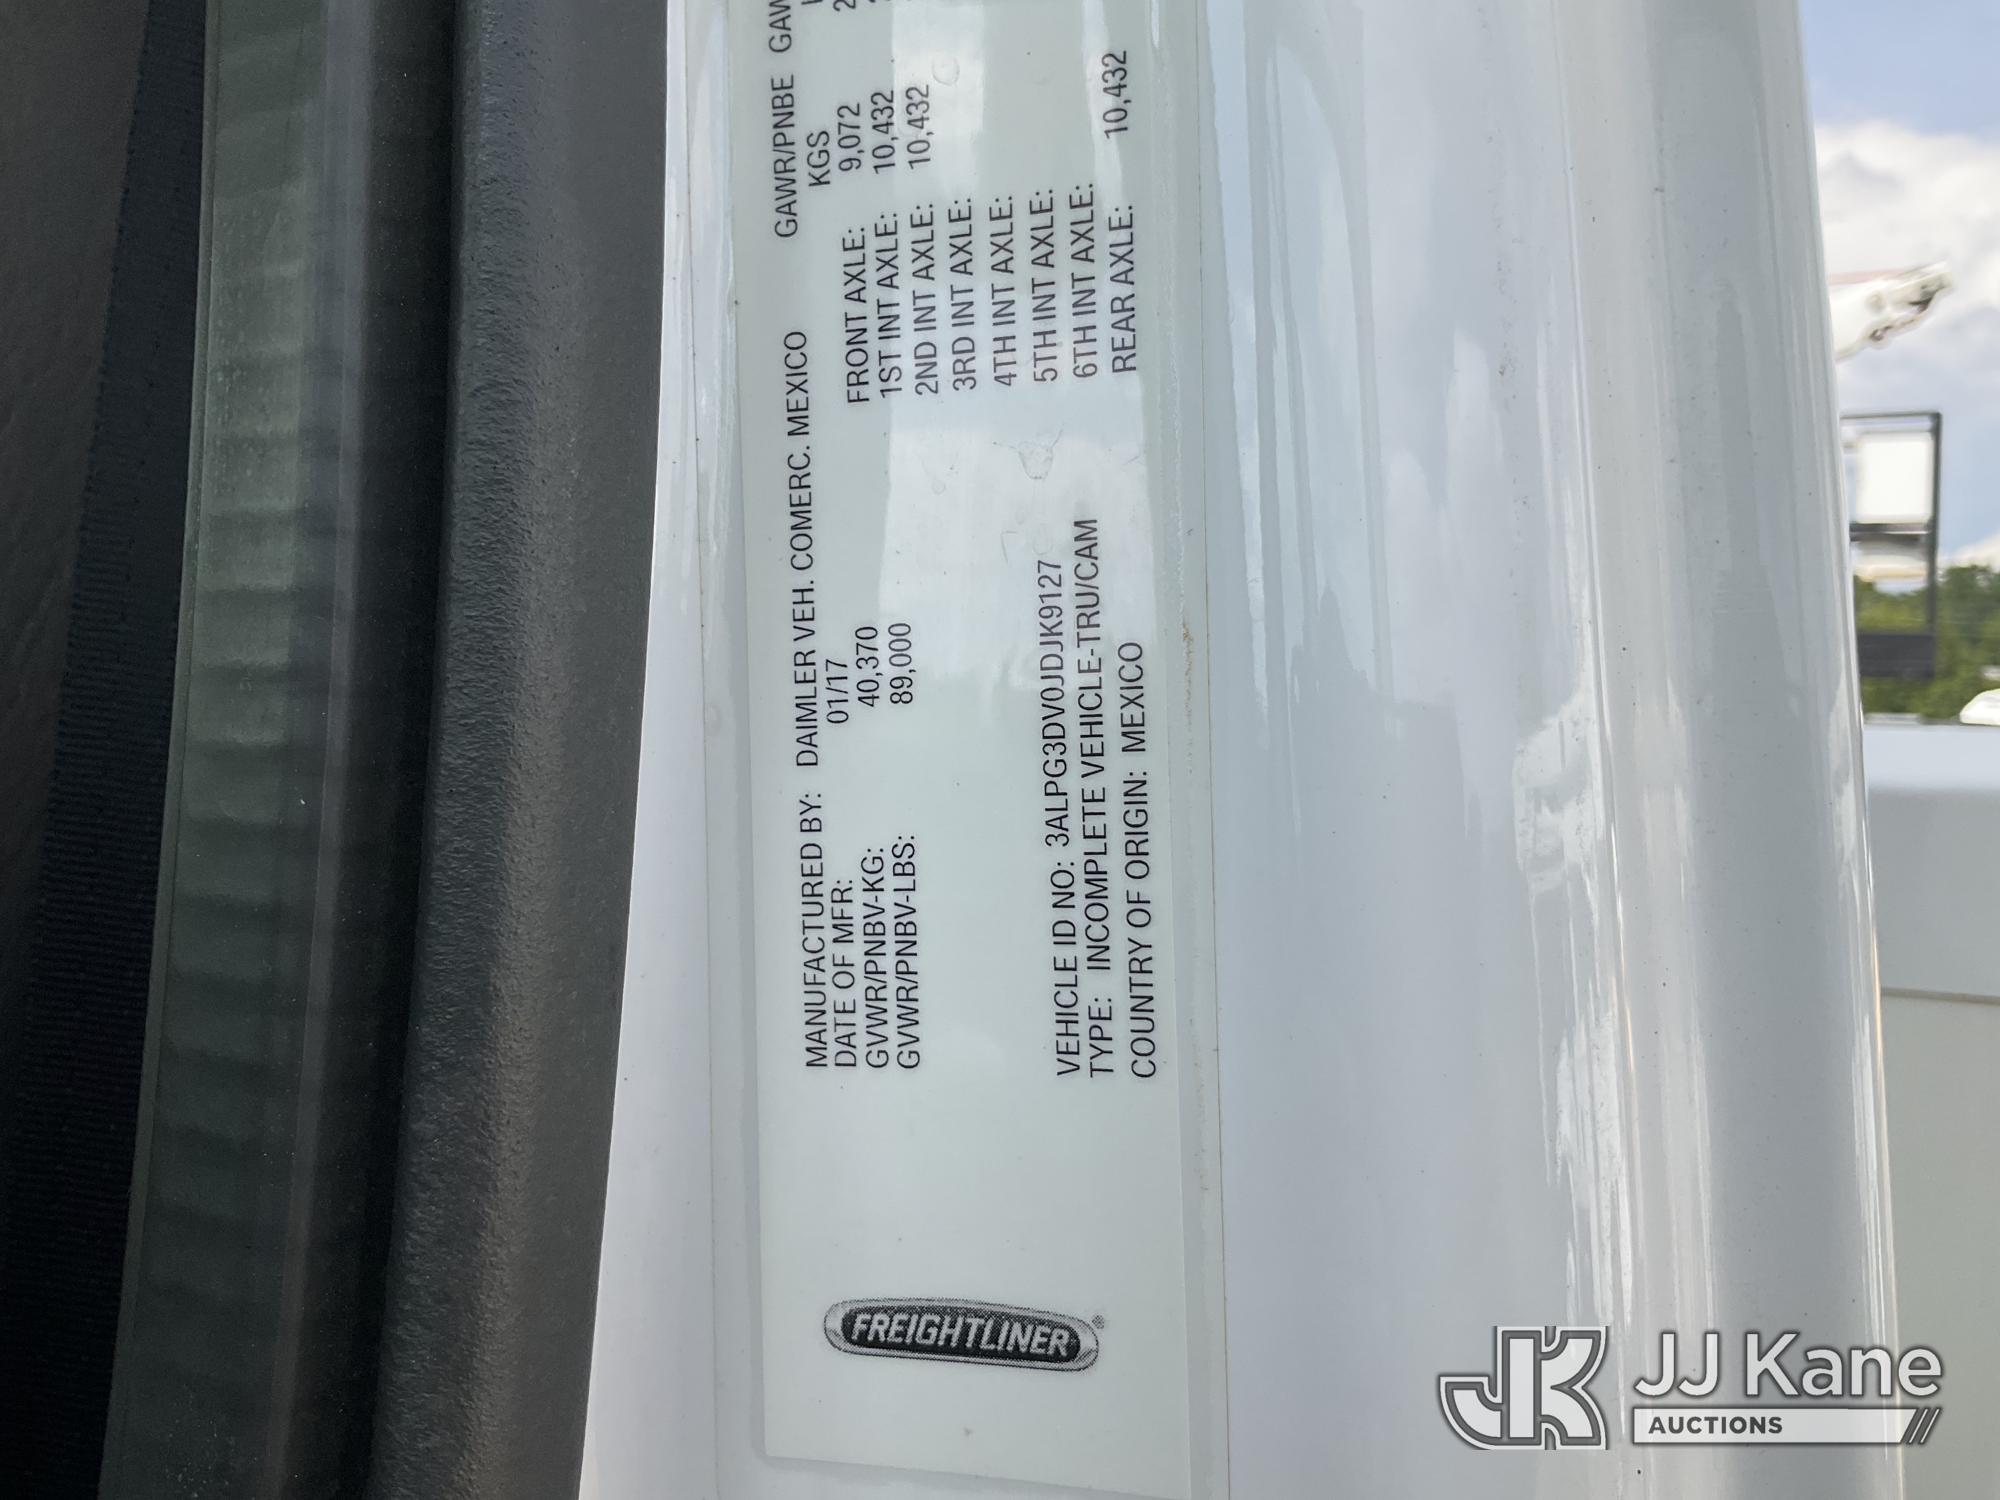 MANUFACTURED BY: DAIMLER VEH. COMERC. MEXICO
DATE OF MFR: 01/17
GVWR/PNBV-KG: 40,370
GVWR/PNBV-LBS: 89,000
VEHICLE ID NO: 3ALPG3DV0JDJK9127
TYPE: INCOMPLETE VEHICLE-TRU/CAM
COUNTRY OF ORIGIN: MEXICO
GAWR/PNBE
KGS
FRONT AXLE: 9,072
1ST INT AXLE: 10,432
2ND INT AXLE: 10,432
3RD INT AXLE:
4TH INT AXLE:
5TH INT AXLE:
6TH INT AXLE:
REAR AXLE: 10,432
FREIGHTLINER®
JK JJ Kane
AUCTIONS